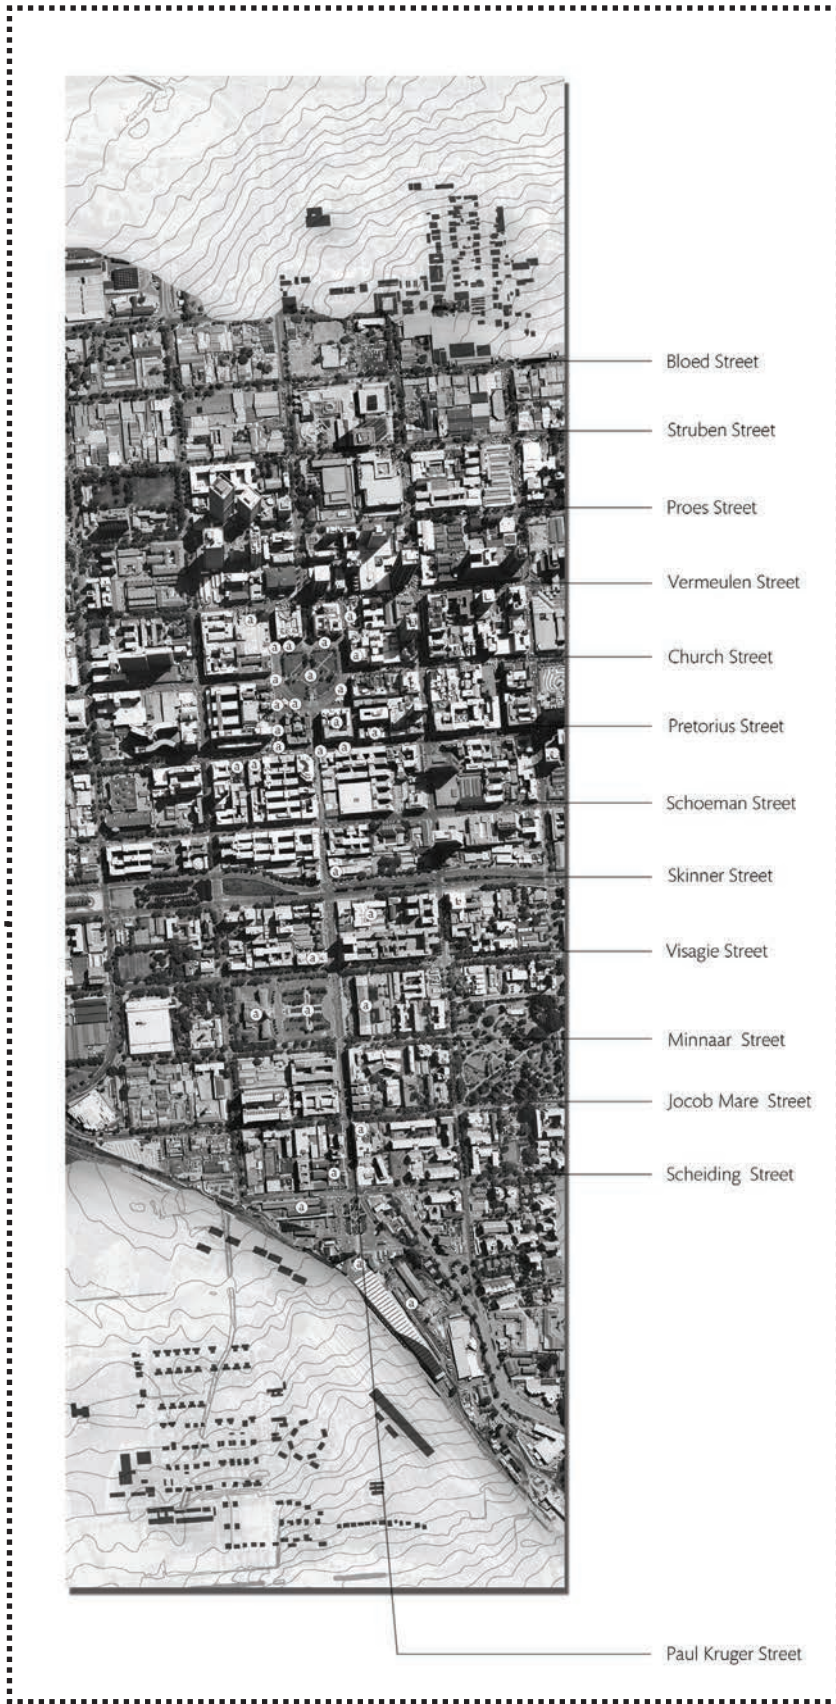 Bloed Street
Struben Street
Proes Street
Vermeulen Street
a
a
a
a
a
a
Church Street
a
a
a
a
a
a
Pretorius Street
a
a
a
a
a
a
a
Schoeman Street
a
Skinner Street
a
Visagie Street
a
a
a
a
Minnaar Street
Jocob Mare Street
a
a
Scheiding Street
a
a
a
Paul Kruger Street